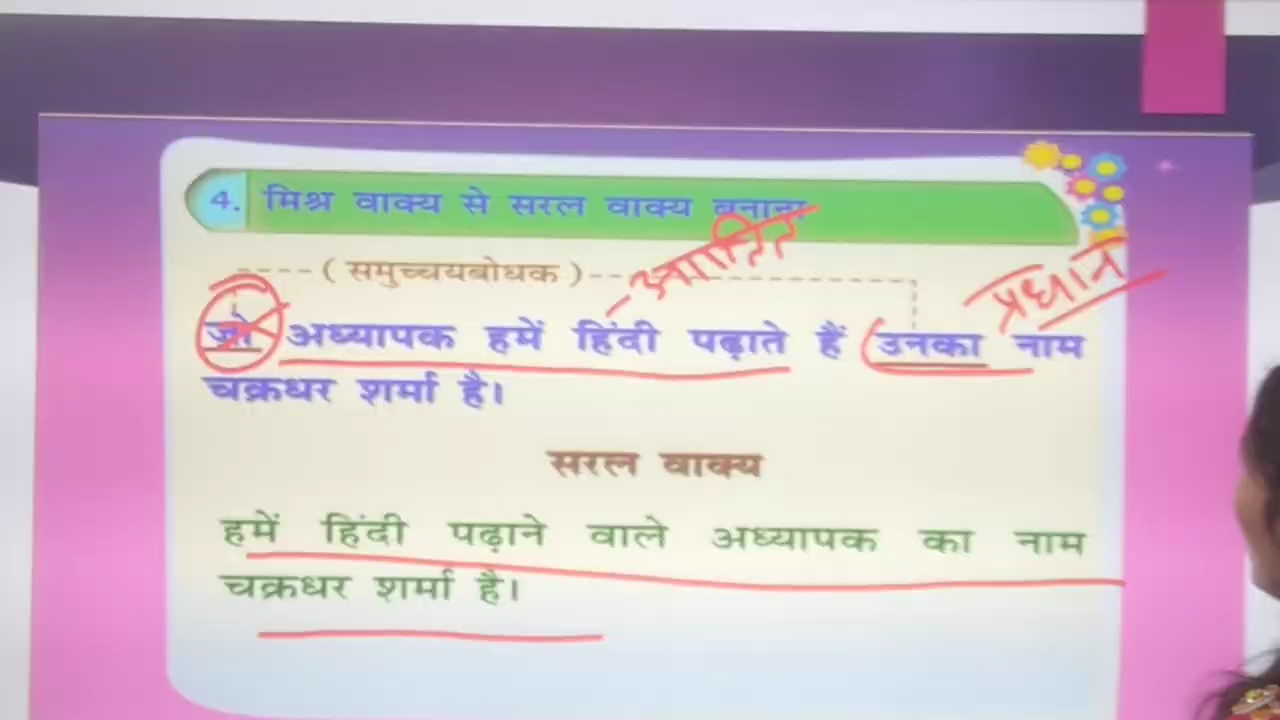 4. मिश्र वाक्य से सरल वाक्य बनाना
( समुच्चयबोधक )
प्रधान
जो अध्यापक हमें हिंदी पढ़ाते हैं उनका नाम
चक्रधर शर्मा है।
सरल वाक्य
हमें हिंदी पढ़ाने वाले अध्यापक का नाम
चक्रधर शर्मा है।